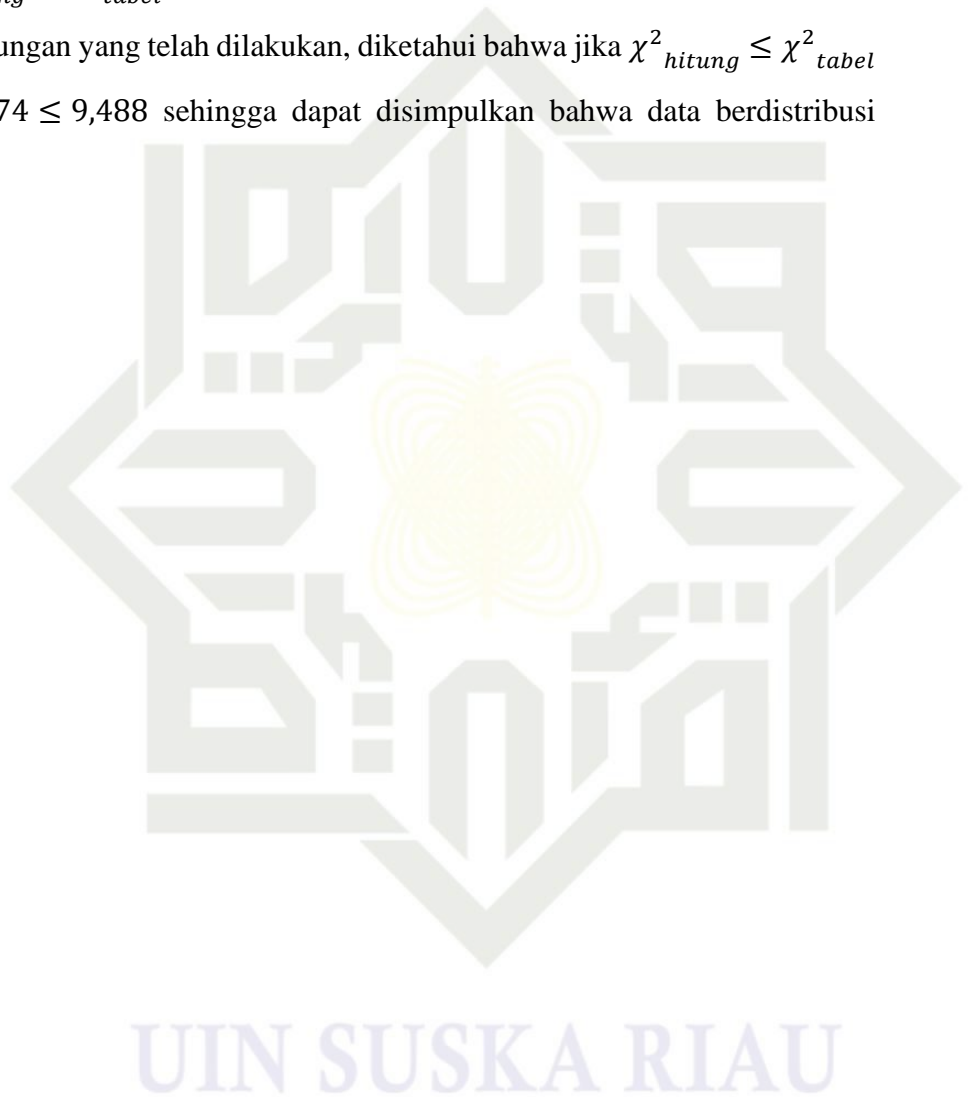 tabel
ungan yang telah dilakukan, diketahui bahwa jika χ²hitung ≤ χ²tabel
74 ≤ 9,488 sehingga dapat disimpulkan bahwa data berdistribusi
UIN SUSKA RIAU